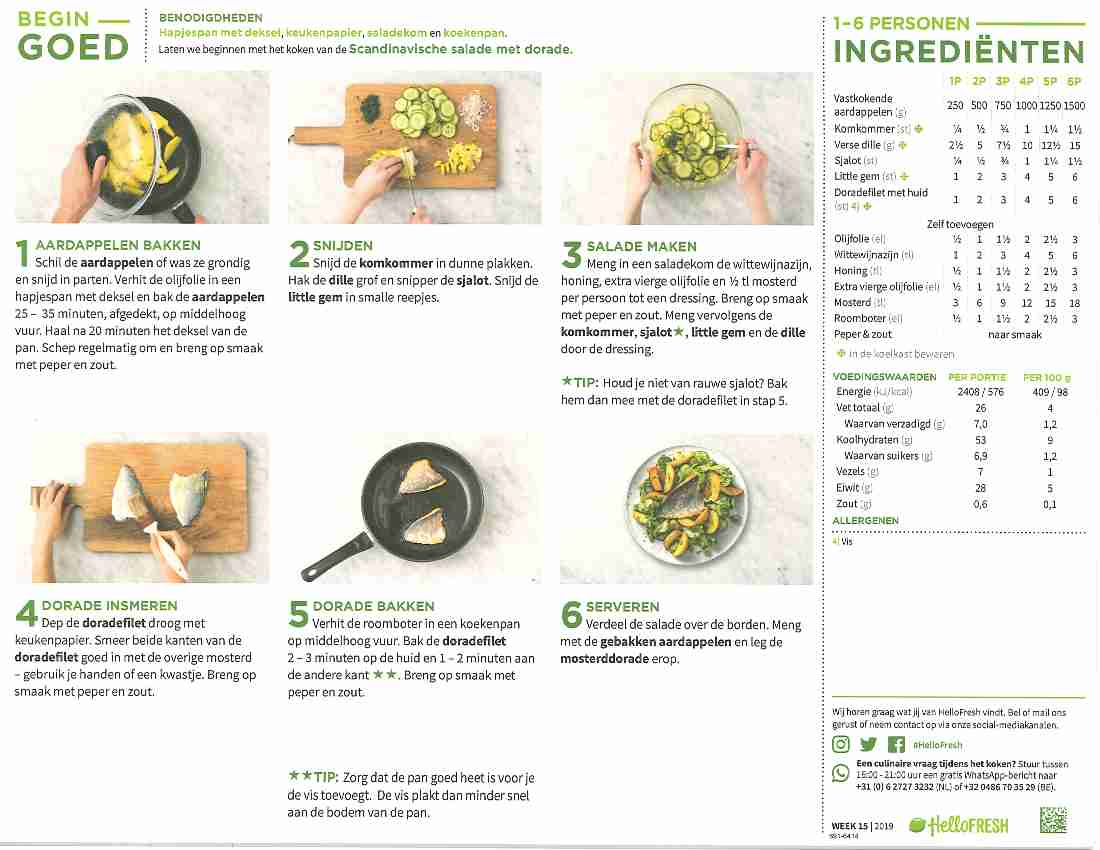 BEGIN
GOED
BENODIGDHEDEN
Hapjespan met deksel, keukenpapier, saladekom en koekenpan.
Laten we beginnen met het koken van de Scandinavische salade met dorade.
1 AARDAPPELEN BAKKEN
Schil de aardappelen of was ze grondig
en snijd in parten. Verhit de olijfolie in een
hapjespan met deksel en bak de aardappelen
25 – 35 minuten, afgedekt, op middelhoog
vuur. Haal na 20 minuten het deksel van de
pan. Schep regelmatig om en breng op smaak
met peper en zout.
2 SNIJDEN
Snijd de komkommer in dunne plakken.
Hak de dille grof en snipper de sjalot. Snijd de
little gem in smalle reepjes.
3 SALADE MAKEN
Meng in een saladekom de wittewijnazijn,
honing, extra vierge olijfolie en ½ tl mosterd
per persoon tot een dressing. Breng op smaak
met peper en zout. Meng vervolgens de
komkommer, sjalot★, little gem en de dille
door de dressing.
★TIP: Houd je niet van rauwe sjalot? Bak
hem dan mee met de doradefilet in stap 5.
4 DORADE INSMEREN
Dep de doradefilet droog met
keukenpapier. Smeer beide kanten van de
doradefilet goed in met de overige mosterd
– gebruik je handen of een kwastje. Breng op
smaak met peper en zout.
5 DORADE BAKKEN
Verhit de roomboter in een koekenpan
op middelhoog vuur. Bak de doradefilet
2 – 3 minuten op de huid en 1 – 2 minuten aan
de andere kant ★★. Breng op smaak met
peper en zout.
★★TIP: Zorg dat de pan goed heet is voor je
de vis toevoegt. De vis plakt dan minder snel
aan de bodem van de pan.
6 SERVEREN
Verdeel de salade over de borden. Meng
met de gebakken aardappelen en leg de
mosterddorade erop.
1–6 PERSONEN
INGREDIËNTEN
1P 2P 3P 4P 5P 6P
Vastkokende
aardappelen (g) 250 500 750 1000 1250 1500
Komkommer (st) ¼ ½ ¾ 1 1¼ 1½
Verse dille (g) 2½ 5 7½ 10 12½ 15
Sjalot (st) ¼ ½ ¾ 1 1¼ 1½
Little gem (st) 1 2 3 4 5 6
Doradefilet met huid
(st) 4) 1 2 3 4 5 6
Zelf toevoegen
Olijfolie (el) ½ 1 1½ 2 2½ 3
Wittewijnazijn (tl) 1 2 3 4 5 6
Honing (tl) ½ 1 1½ 2 2½ 3
Extra vierge olijfolie (el) ½ 1 1½ 2 2½ 3
Mosterd (tl) 3 6 9 12 15 18
Roomboter (el) ½ 1 1½ 2 2½ 3
Peper & zout naar smaak
in de koelkast bewaren
VOEDINGSWAARDEN PER PORTIE PER 100 g
Energie (kJ/kcal) 2408 / 576 409 / 98
Vet totaal (g) 26 4
Waarvan verzadigd (g) 7,0 1,2
Koolhydraten (g) 53 9
Waarvan suikers (g) 6,9 1,2
Vezels (g) 7 1
Eiwit (g) 28 5
Zout (g) 0,6 0,1
ALLERGENEN
4) Vis
Wij horen graag wat jij van HelloFresh vindt. Bel of mail ons
gerust of neem contact op via onze social-mediakanalen.
#HelloFresh
Een culinaire vraag tijdens het koken? Stuur tussen
16:00 - 21:00 uur een gratis WhatsApp-bericht naar
+31 (0) 6 2727 3232 (NL) of +32 0486 70 35 29 (BE).
WEEK 15 | 2019
HelloFRESH